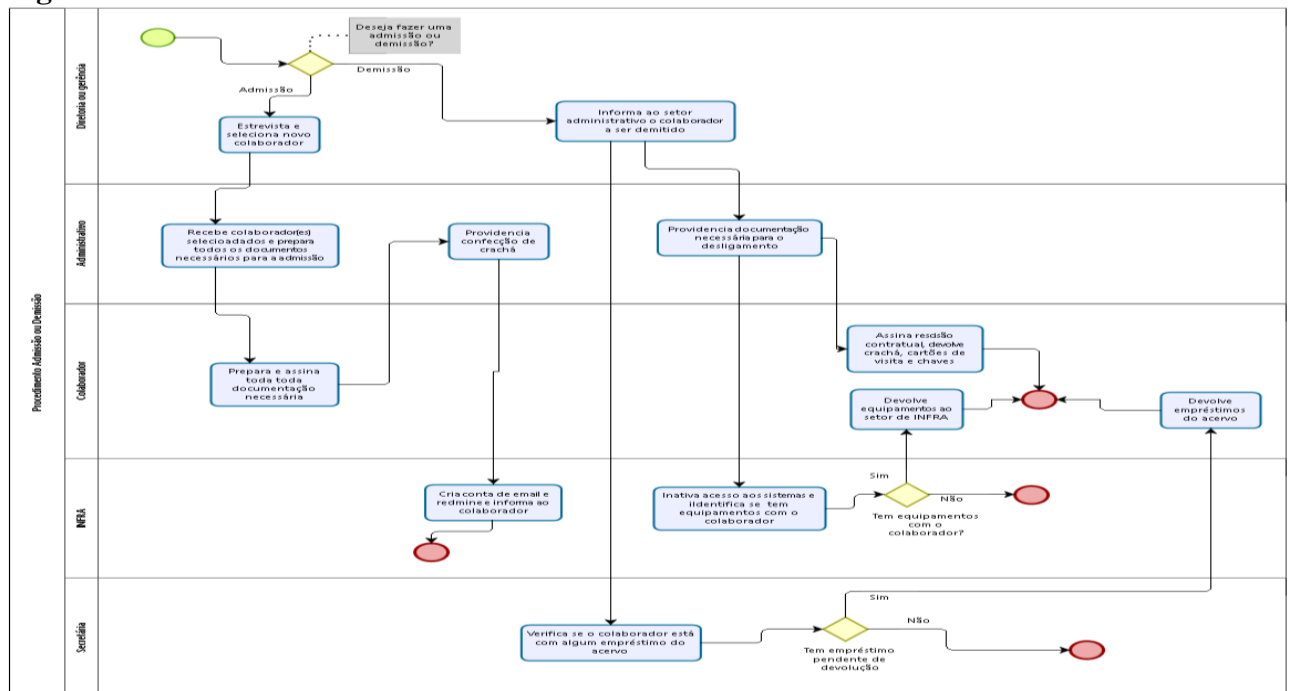 Procedimento Admissão ou Demissão
Diretoria ou gerência
Deseja fazer uma
admissão ou
demissão?
Demissão
Admissão
Estrevista e
seleciona novo
colaborador
Informa ao setor
administrativo o colaborador
a ser demitido
Administrativo
Recebe colaborador(es)
selecioadados e prepara
todos os documentos
necessários para a admissão
Providencia
confecção de
crachá
Providencia documentação
necessária para o
desligamento
Colaborador
Prepara e assina
toda toda
documentação
necessária
Assina resdsão
contratual, devolve
crachá, cartões de
visita e chaves
Devolve
equipamentos ao
setor de INFRA
Devolve
empréstimos
do acervo
INFRA
Cria conta de email e
redmine e informa ao
colaborador
Inativa acesso aos sistemas e
iIdentifica se tem
equipamentos com o
colaborador
Sim
Não
Tem equipamentos
com o
colaborador?
Secretária
Verifica se o colaborador está
com algum empréstimo do
acervo
Sim
Não
Tem empréstimo
pendente de
devolução